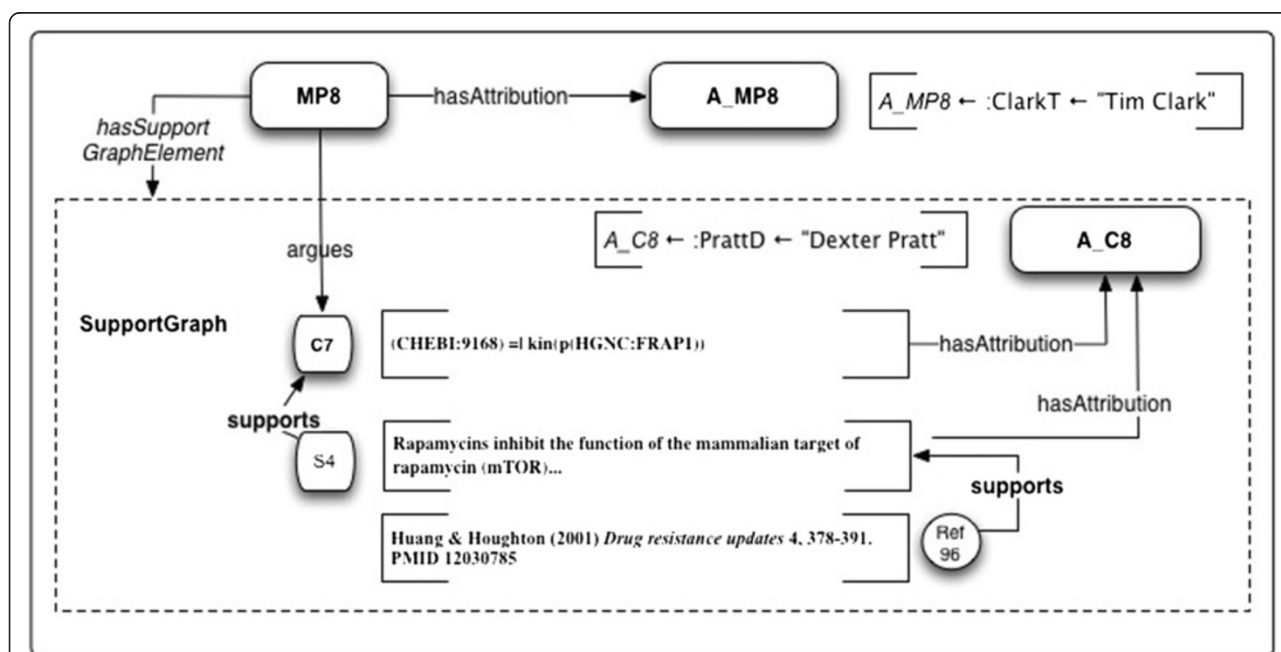 MP8
hasAttribution
A_MP8
A_MP8 ← :ClarkT ← "Tim Clark"
hasSupport
GraphElement
argues
A_C8 ← :PrattD ← "Dexter Pratt"
A_C8
SupportGraph
C7
(CHEBI:9168) =| kin(p(HGNC:FRAP1))
hasAttribution
hasAttribution
supports
S4
Rapamycins inhibit the function of the mammalian target of
rapamycin (mTOR)...
supports
Huang & Houghton (2001) Drug resistance updates 4, 378-391.
PMID 12030785
Ref
96